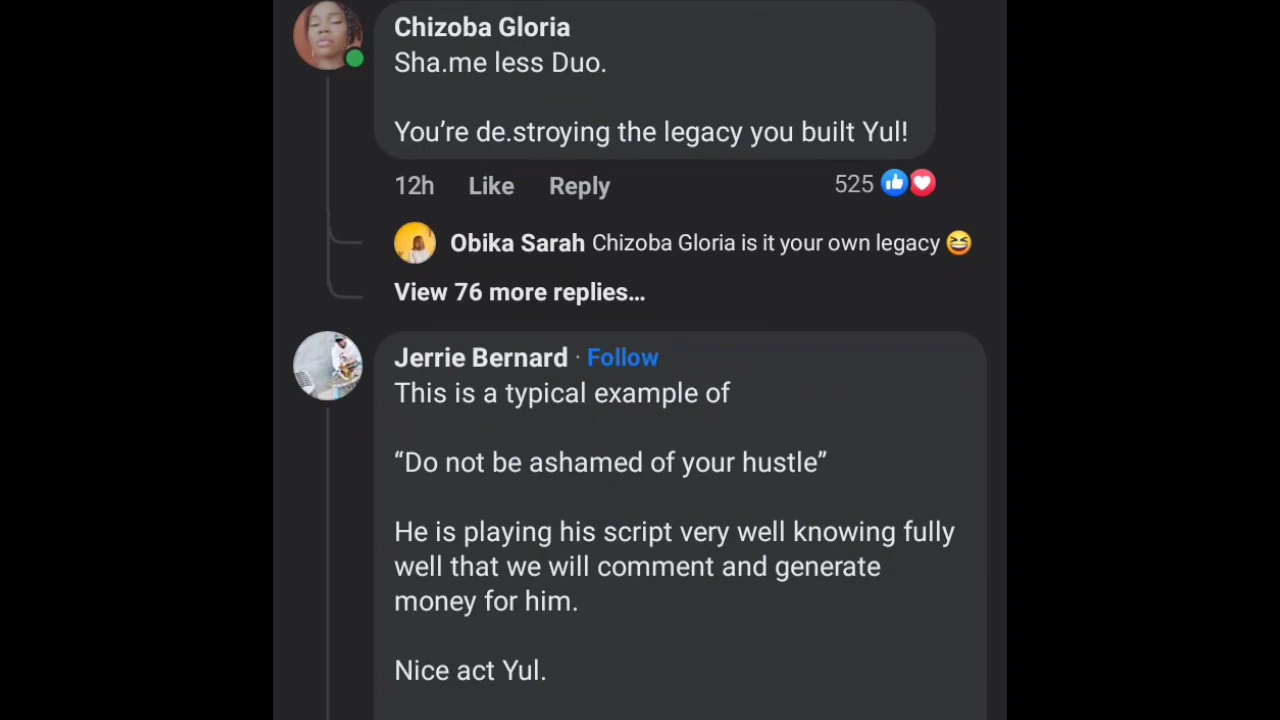 Chizoba Gloria
Sha.me less Duo.
You’re de.stroying the legacy you built Yul!
12h Like Reply 525
Obika Sarah Chizoba Gloria is it your own legacy 😆
View 76 more replies...
Jerrie Bernard · Follow
This is a typical example of
“Do not be ashamed of your hustle”
He is playing his script very well knowing fully
well that we will comment and generate
money for him.
Nice act Yul.